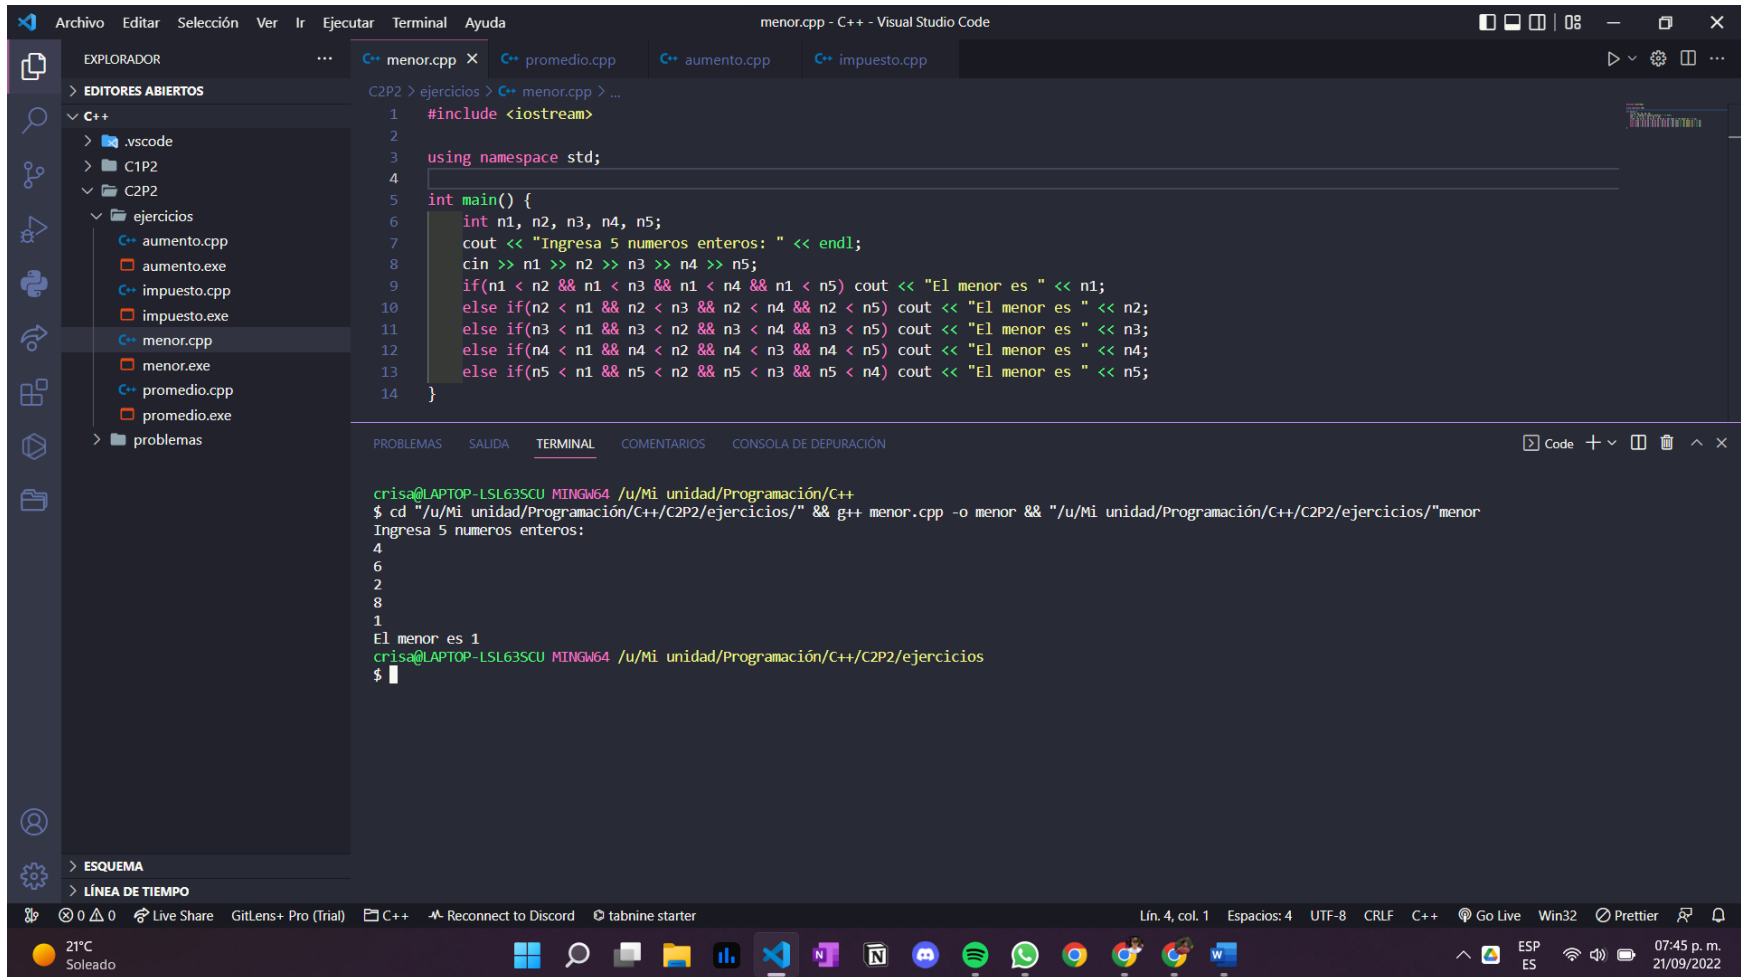 Archivo Editar Selección Ver Ir Ejecutar Terminal Ayuda
menor.cpp - C++ - Visual Studio Code
EXPLORADOR
EDITORES ABIERTOS
C++
.vscode
C1P2
C2P2
ejercicios
aumento.cpp
aumento.exe
impuesto.cpp
impuesto.exe
menor.cpp
menor.exe
promedio.cpp
promedio.exe
problemas
ESQUEMA
LÍNEA DE TIEMPO
menor.cpp promedio.cpp aumento.cpp impuesto.cpp
C2P2 > ejercicios > menor.cpp > ...
1 #include <iostream>
2
3 using namespace std;
4
5 int main() {
6 int n1, n2, n3, n4, n5;
7 cout << "Ingresa 5 numeros enteros: " << endl;
8 cin >> n1 >> n2 >> n3 >> n4 >> n5;
9 if(n1 < n2 && n1 < n3 && n1 < n4 && n1 < n5) cout << "El menor es " << n1;
10 else if(n2 < n1 && n2 < n3 && n2 < n4 && n2 < n5) cout << "El menor es " << n2;
11 else if(n3 < n1 && n3 < n2 && n3 < n4 && n3 < n5) cout << "El menor es " << n3;
12 else if(n4 < n1 && n4 < n2 && n4 < n3 && n4 < n5) cout << "El menor es " << n4;
13 else if(n5 < n1 && n5 < n2 && n5 < n3 && n5 < n4) cout << "El menor es " << n5;
14 }
PROBLEMAS SALIDA TERMINAL COMENTARIOS CONSOLA DE DEPURACIÓN
Code
crisa@LAPTOP-LSL63SCU MINGW64 /u/Mi unidad/Programación/C++
$ cd "/u/Mi unidad/Programación/C++/C2P2/ejercicios/" && g++ menor.cpp -o menor && "/u/Mi unidad/Programación/C++/C2P2/ejercicios/"menor
Ingresa 5 numeros enteros:
4
6
2
8
1
El menor es 1
crisa@LAPTOP-LSL63SCU MINGW64 /u/Mi unidad/Programación/C++/C2P2/ejercicios
$
0 0 Live Share GitLens+ Pro (Trial) C++ Reconnect to Discord tabnine starter
Lín. 4, col. 1 Espacios: 4 UTF-8 CRLF C++ Go Live Win32 Prettier
21°C
Soleado
ESP
ES
07:45 p. m.
21/09/2022